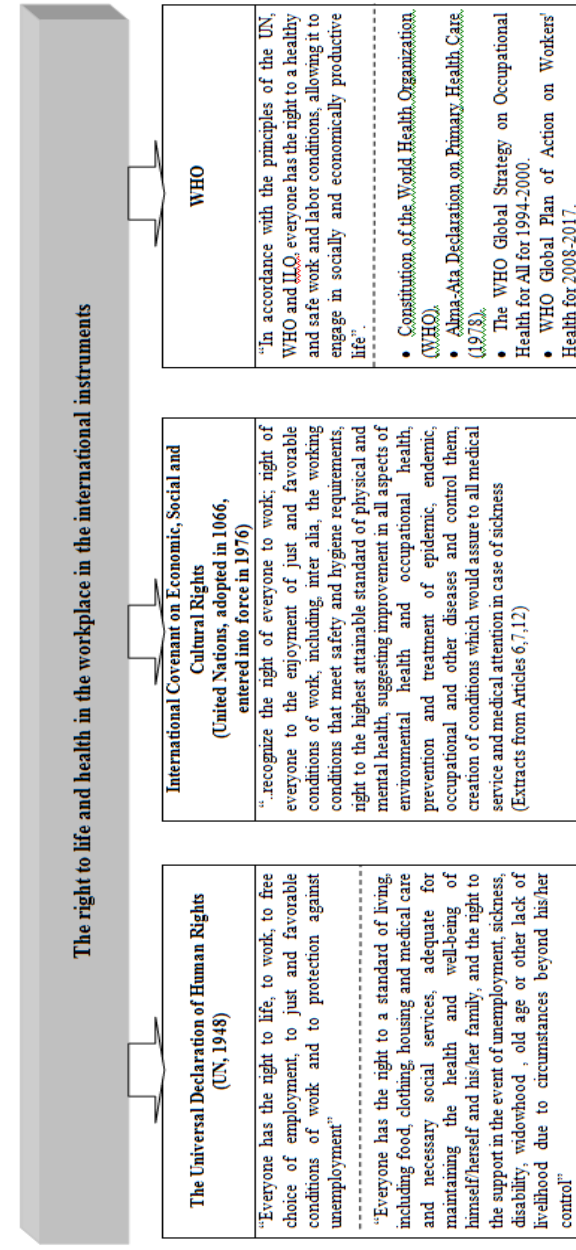 The right to life and health in the workplace in the international instruments
The Universal Declaration of Human Rights
(UN, 1948)
“Everyone has the right to life, to work, to free
choice of employment, to just and favorable
conditions of work and to protection against
unemployment”
“Everyone has the right to a standard of living,
including food, clothing, housing and medical care
and necessary social services, adequate for
maintaining the health and well-being of
himself/herself and his/her family, and the right to
the support in the event of unemployment, sickness,
disability, widowhood , old age or other lack of
livelihood due to circumstances beyond his/her
control”
International Covenant on Economic, Social and
Cultural Rights
(United Nations, adopted in 1066,
entered into force in 1976)
“..recognize the right of everyone to work; right of
everyone to the enjoyment of just and favorable
conditions of work, including, inter alia, the working
conditions that meet safety and hygiene requirements,
right to the highest attainable standard of physical and
mental health, suggesting improvement in all aspects of
environmental health and occupational health,
prevention and treatment of epidemic, endemic,
occupational and other diseases and control them,
creation of conditions which would assure to all medical
service and medical attention in case of sickness
(Extracts from Articles 6,7,12)
WHO
“In accordance with the principles of the UN,
WHO and ILO, everyone has the right to a healthy
and safe work and labor conditions, allowing it to
engage in socially and economically productive
life”.
• Constitution of the World Health Organization
(WHO).
• Alma-Ata Declaration on Primary Health Care
(1978).
• The WHO Global Strategy on Occupational
Health for All for 1994-2000.
• WHO Global Plan of Action on Workers'
Health for 2008-2017.